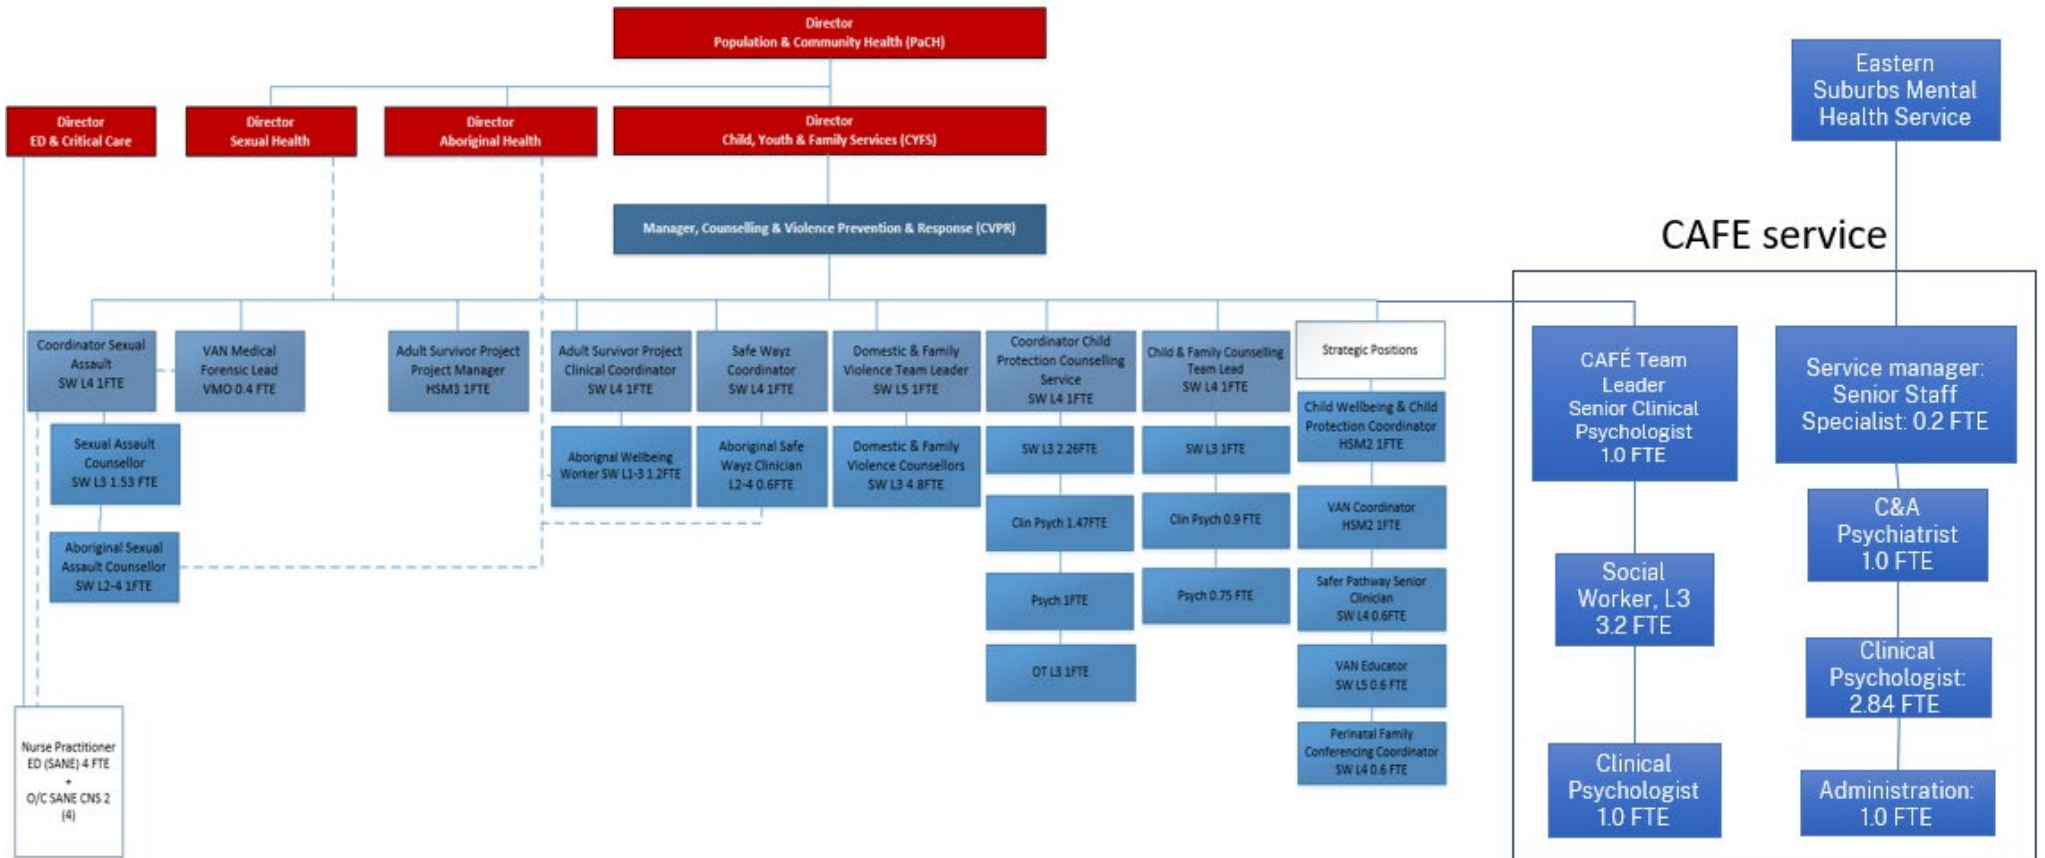 Director
Population & Community Health (PaCH)
Eastern
Suburbs Mental
Health Service
Director
ED & Critical Care
Director
Sexual Health
Director
Aboriginal Health
Director
Child, Youth & Family Services (CYFS)
Manager, Counselling & Violence Prevention & Response (CVPR)
CAFE service
Coordinator Sexual
Assault
SW L4 1FTE
VAN Medical
Forensic Lead
VMO 0.4 FTE
Adult Survivor Project
Project Manager
HSM3 1FTE
Adult Survivor Project
Clinical Coordinator
SW L4 1FTE
Safe Wayz
Coordinator
SW L4 1FTE
Domestic & Family
Violence Team Leader
SW L5 1FTE
Coordinator Child
Protection Counselling
Service
SW L4 1FTE
Child & Family Counselling
Team Lead
SW L4 1FTE
Strategic Positions
Sexual Assault
Counsellor
SW L3 1.53 FTE
Aboriginal Sexual
Assault Counsellor
SW L2-4 1FTE
Aborignal Wellbeing
Worker SW L1-3 1.2FTE
Aboriginal Safe
Wayz Clinician
L2-4 0.6FTE
Domestic & Family
Violence Counsellors
SW L3 4.8FTE
SW L3 2.26FTE
Clin Psych 1.47FTE
Psych 1FTE
OT L3 1FTE
SW L3 1FTE
Clin Psych 0.9 FTE
Psych 0.75 FTE
Child Wellbeing & Child
Protection Coordinator
HSM2 1FTE
VAN Coordinator
HSM2 1FTE
Safer Pathway Senior
Clinician
SW L4 0.6FTE
VAN Educator
SW L5 0.6 FTE
Perinatal Family
Conferencing Coordinator
SW L4 0.6 FTE
Nurse Practitioner
ED (SANE) 4 FTE
+
O/C SANE CNS 2
(4)
CAFÉ Team
Leader
Senior Clinical
Psychologist
1.0 FTE
Social
Worker, L3
3.2 FTE
Clinical
Psychologist
1.0 FTE
Service manager:
Senior Staff
Specialist: 0.2 FTE
C&A
Psychiatrist
1.0 FTE
Clinical
Psychologist:
2.84 FTE
Administration:
1.0 FTE